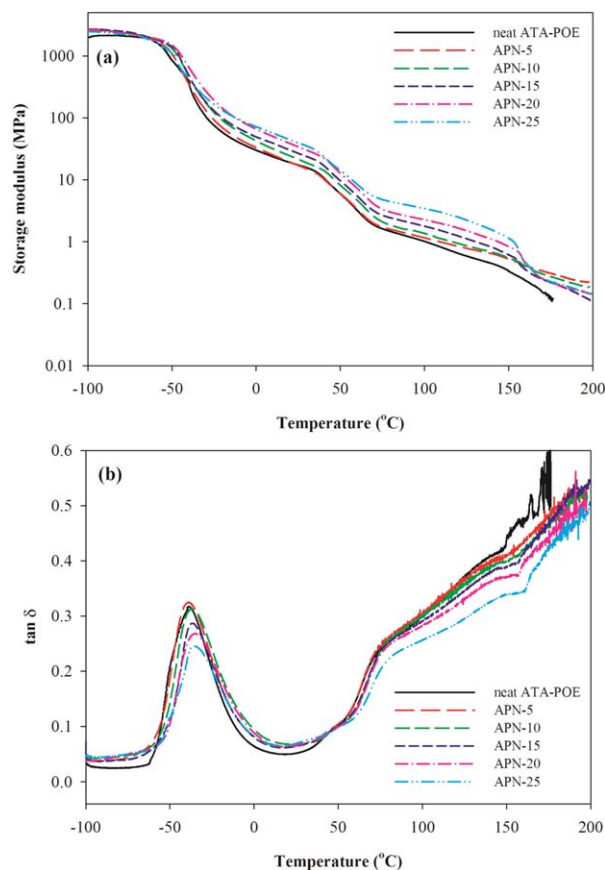 (a)
neat ATA-POE
APN-5
APN-10
APN-15
APN-20
APN-25
Storage modulus (MPa)
1000
100
10
1
0.1
0.01
-100 -50 0 50 100 150 200
Temperature (°C)
(b)
tan δ
0.6
0.5
0.4
0.3
0.2
0.1
0.0
neat ATA-POE
APN-5
APN-10
APN-15
APN-20
APN-25
-100 -50 0 50 100 150 200
Temperature (°C)